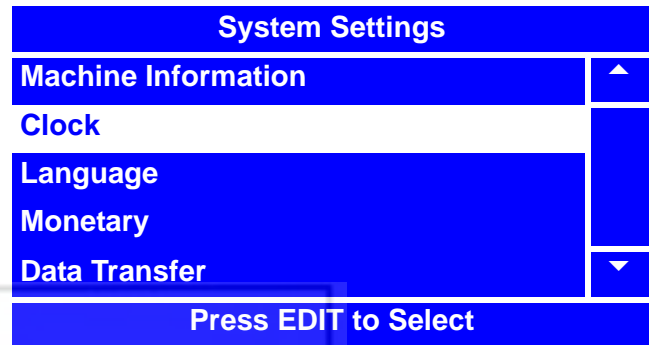 System Settings
Machine Information
Clock
Language
Monetary
Data Transfer
Press EDIT to Select